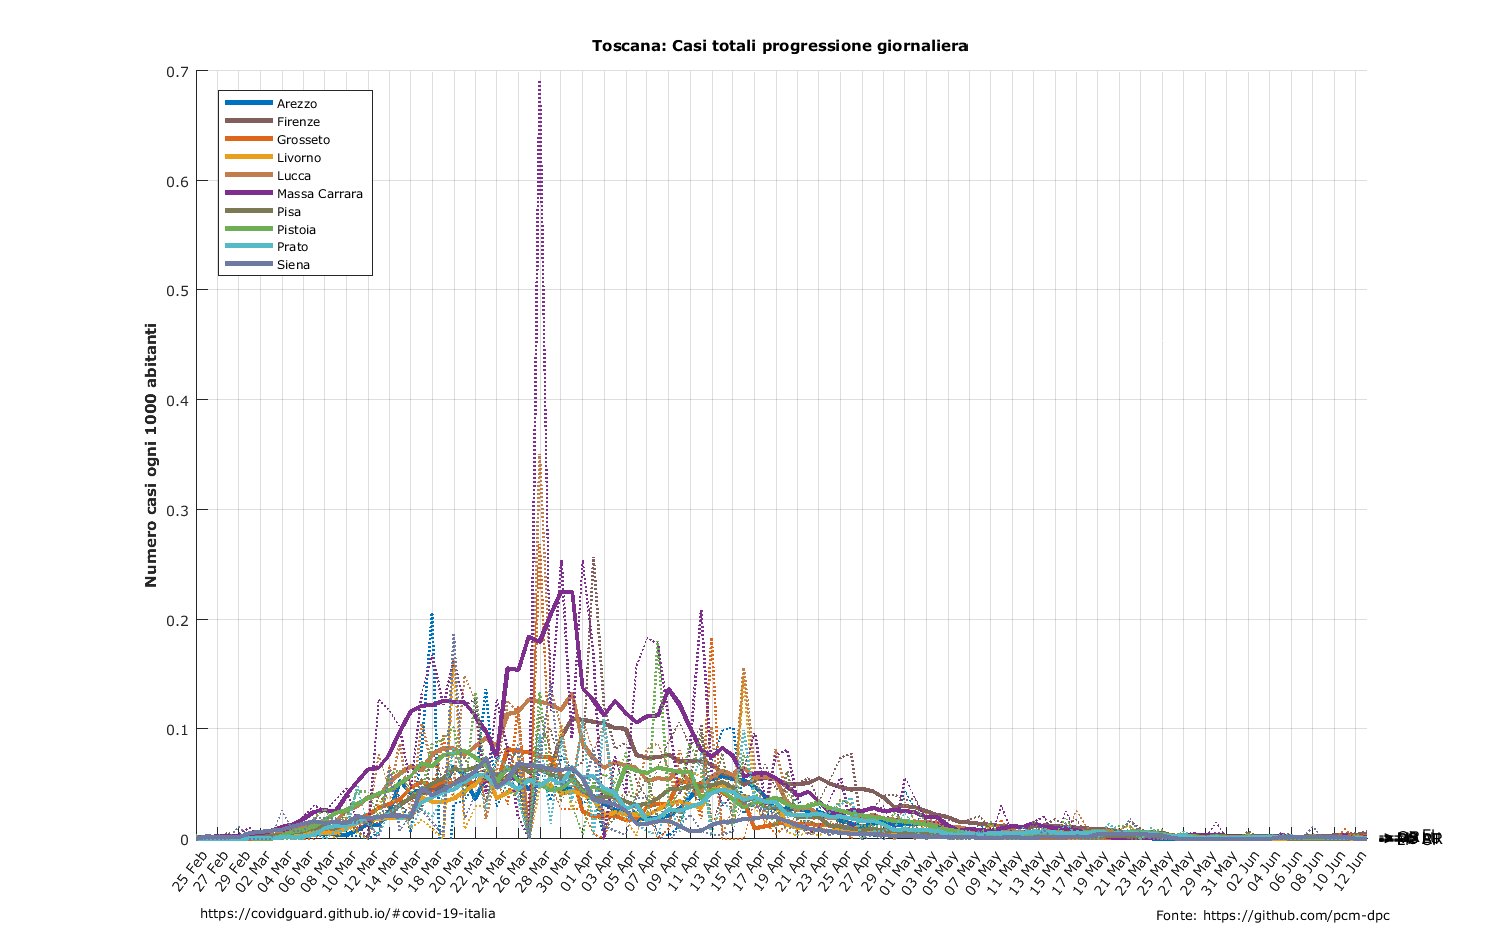 Toscana: Casi totali progressione giornaliera
Numero casi ogni 1000 abitanti
0.7
0.6
0.5
0.4
0.3
0.2
0.1
0
Arezzo
Firenze
Grosseto
Livorno
Lucca
Massa Carrara
Pisa
Pistoia
Prato
Siena
25 Feb
27 Feb
29 Feb
02 Mar
04 Mar
06 Mar
08 Mar
10 Mar
12 Mar
14 Mar
16 Mar
18 Mar
20 Mar
22 Mar
24 Mar
26 Mar
28 Mar
30 Mar
01 Apr
03 Apr
05 Apr
07 Apr
09 Apr
11 Apr
13 Apr
15 Apr
17 Apr
19 Apr
21 Apr
23 Apr
25 Apr
27 Apr
29 Apr
01 May
03 May
05 May
07 May
09 May
11 May
13 May
15 May
17 May
19 May
21 May
23 May
25 May
27 May
29 May
31 May
02 Jun
04 Jun
06 Jun
08 Jun
10 Jun
12 Jun
https://covidguard.github.io/#covid-19-italia
Fonte: https://github.com/pcm-dpc